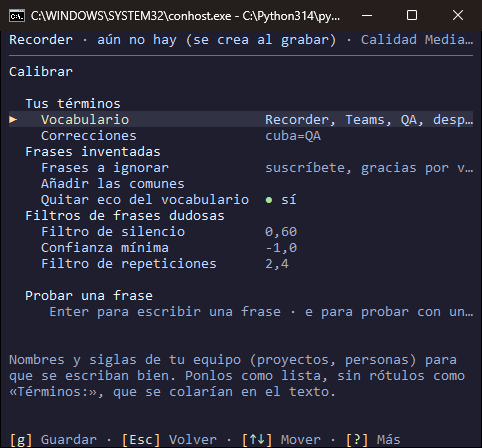 C:\WINDOWS\SYSTEM32\conhost.exe - C:\Python314\py...
Recorder · aún no hay (se crea al grabar) · Calidad Media…
Calibrar
Tus términos
► Vocabulario Recorder, Teams, QA, desp…
Correcciones cuba=QA
Frases inventadas
Frases a ignorar suscríbete, gracias por v…
Añadir las comunes
Quitar eco del vocabulario ● sí
Filtros de frases dudosas
Filtro de silencio 0,60
Confianza mínima -1,0
Filtro de repeticiones 2,4
Probar una frase
Enter para escribir una frase · e para probar con un…
Nombres y siglas de tu equipo (proyectos, personas) para
que se escriban bien. Ponlos como lista, sin rótulos como
«Términos:», que se colarían en el texto.
[g] Guardar · [Esc] Volver · [↑↓] Mover · [?] Más